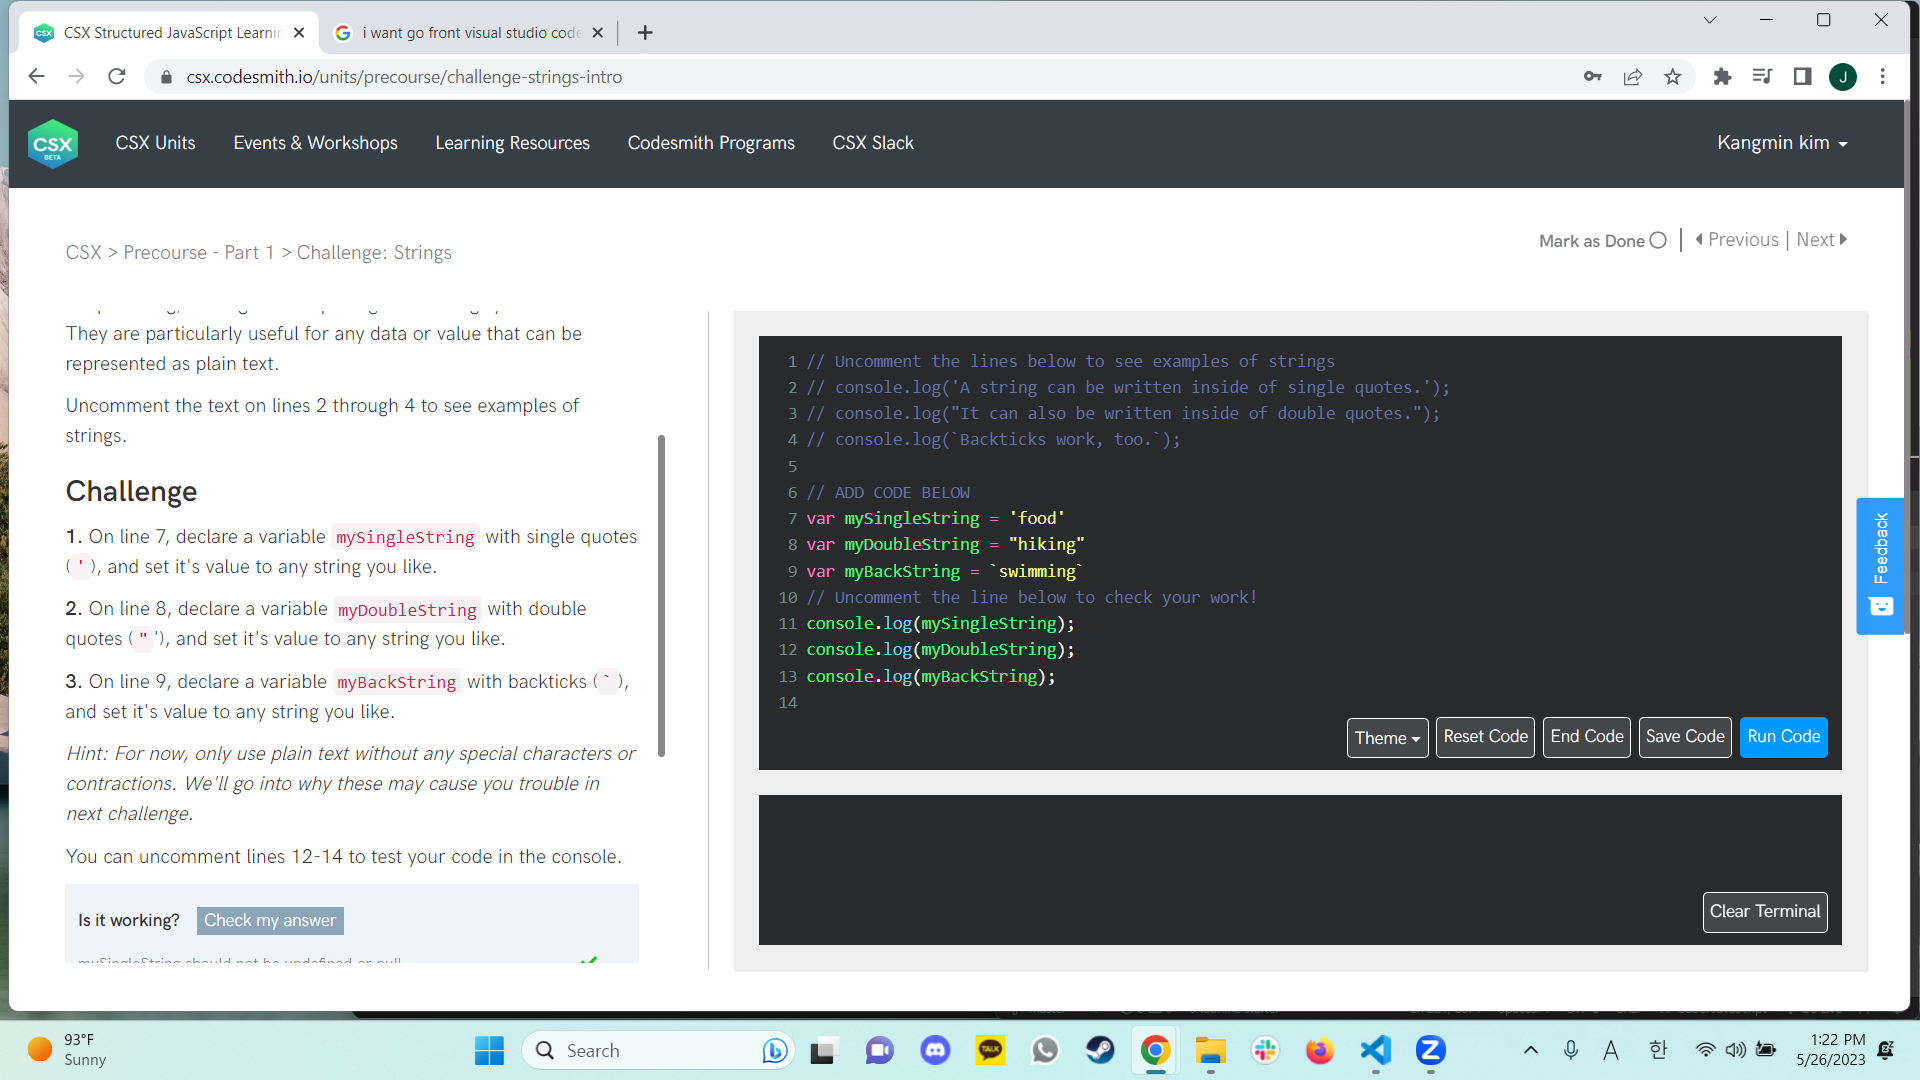 CSX Structured JavaScript Learnin
i want go front visual studio code
csx.codesmith.io/units/precourse/challenge-strings-intro
J
CSX
BETA
CSX Units
Events & Workshops
Learning Resources
Codesmith Programs
CSX Slack
Kangmin kim
CSX > Precourse - Part 1 > Challenge: Strings
Mark as Done
Previous | Next
They are particularly useful for any data or value that can be
represented as plain text.
Uncomment the text on lines 2 through 4 to see examples of
strings.
Challenge
1. On line 7, declare a variable mySingleString with single quotes
( ' ), and set it's value to any string you like.
2. On line 8, declare a variable myDoubleString with double
quotes ( " '), and set it's value to any string you like.
3. On line 9, declare a variable myBackString with backticks ( ` ),
and set it's value to any string you like.
Hint: For now, only use plain text without any special characters or
contractions. We'll go into why these may cause you trouble in
next challenge.
You can uncomment lines 12-14 to test your code in the console.
Is it working? Check my answer
mySingleString should not be undefined or null
1 // Uncomment the lines below to see examples of strings
2 // console.log('A string can be written inside of single quotes.');
3 // console.log("It can also be written inside of double quotes.");
4 // console.log(`Backticks work, too.`);
5
6 // ADD CODE BELOW
7 var mySingleString = 'food'
8 var myDoubleString = "hiking"
9 var myBackString = `swimming`
10 // Uncomment the line below to check your work!
11 console.log(mySingleString);
12 console.log(myDoubleString);
13 console.log(myBackString);
14
Theme
Reset Code
End Code
Save Code
Run Code
Clear Terminal
Feedback
93°F
Sunny
Search
TALK
A
한
1:22 PM
5/26/2023